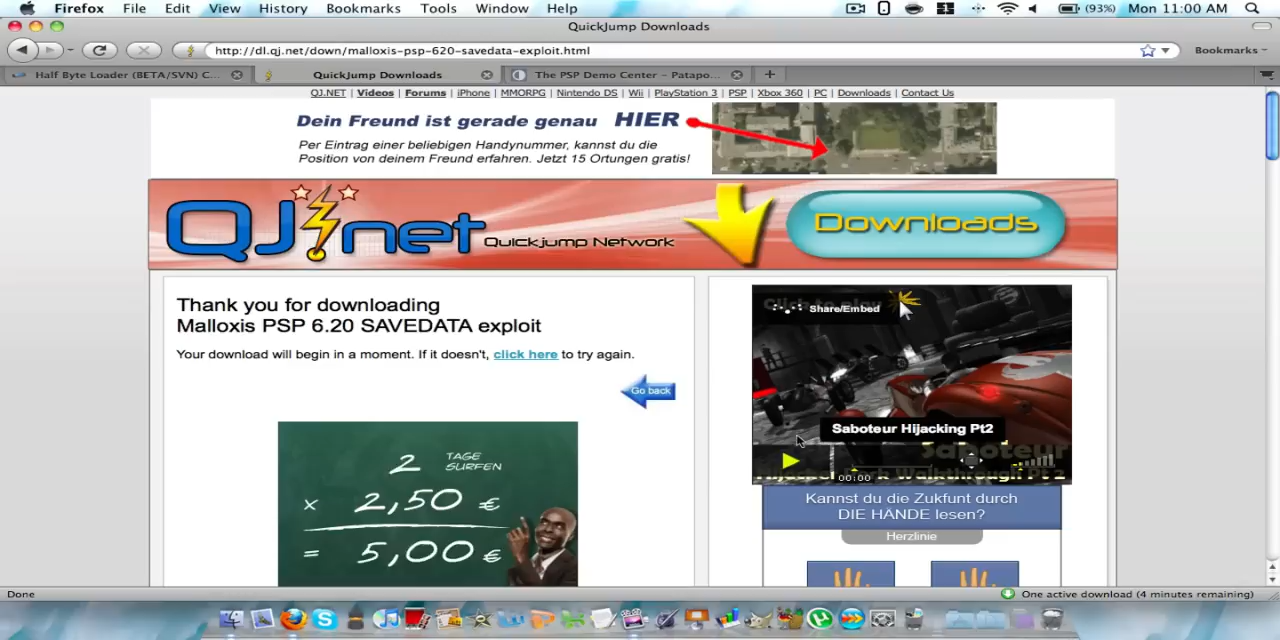 Firefox File Edit View History Bookmarks Tools Window Help (93%) Mon 11:00 AM
QuickJump Downloads
http://dl.qj.net/down/malloxis-psp-620-savedata-exploit.html
Bookmarks
Half Byte Loader (BETA/SVN) C... QuickJump Downloads The PSP Demo Center – Patapo...
QJ.NET Videos Forums iPhone MMORPG Nintendo DS Wii PlayStation 3 PSP Xbox 360 PC Downloads Contact Us
Dein Freund ist gerade genau HIER
Per Eintrag einer beliebigen Handynummer, kannst du die
Position von deinem Freund erfahren. Jetzt 15 Ortungen gratis!
QJ net Quickjump Network
Downloads
Thank you for downloading
Malloxis PSP 6.20 SAVEDATA exploit
Your download will begin in a moment. If it doesn't, click here to try again.
Go back
2 TAGE
SURFEN
x 2,50 €
= 5,00 €
Click to play
Share/Embed
Saboteur Hijacking Pt2
Saboteur
00:00
Kannst du die Zukfunt durch
DIE HÄNDE lesen?
Herzlinie
Done
One active download (4 minutes remaining)